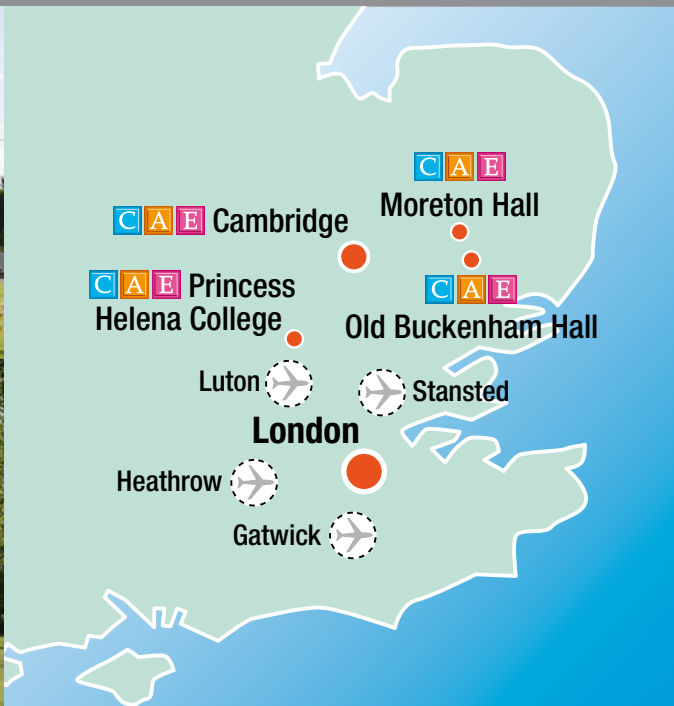 CAE
Moreton Hall
CAE Cambridge
CAE Princess
Helena College
CAE
Old Buckenham Hall
Luton
Stansted
London
Heathrow
Gatwick